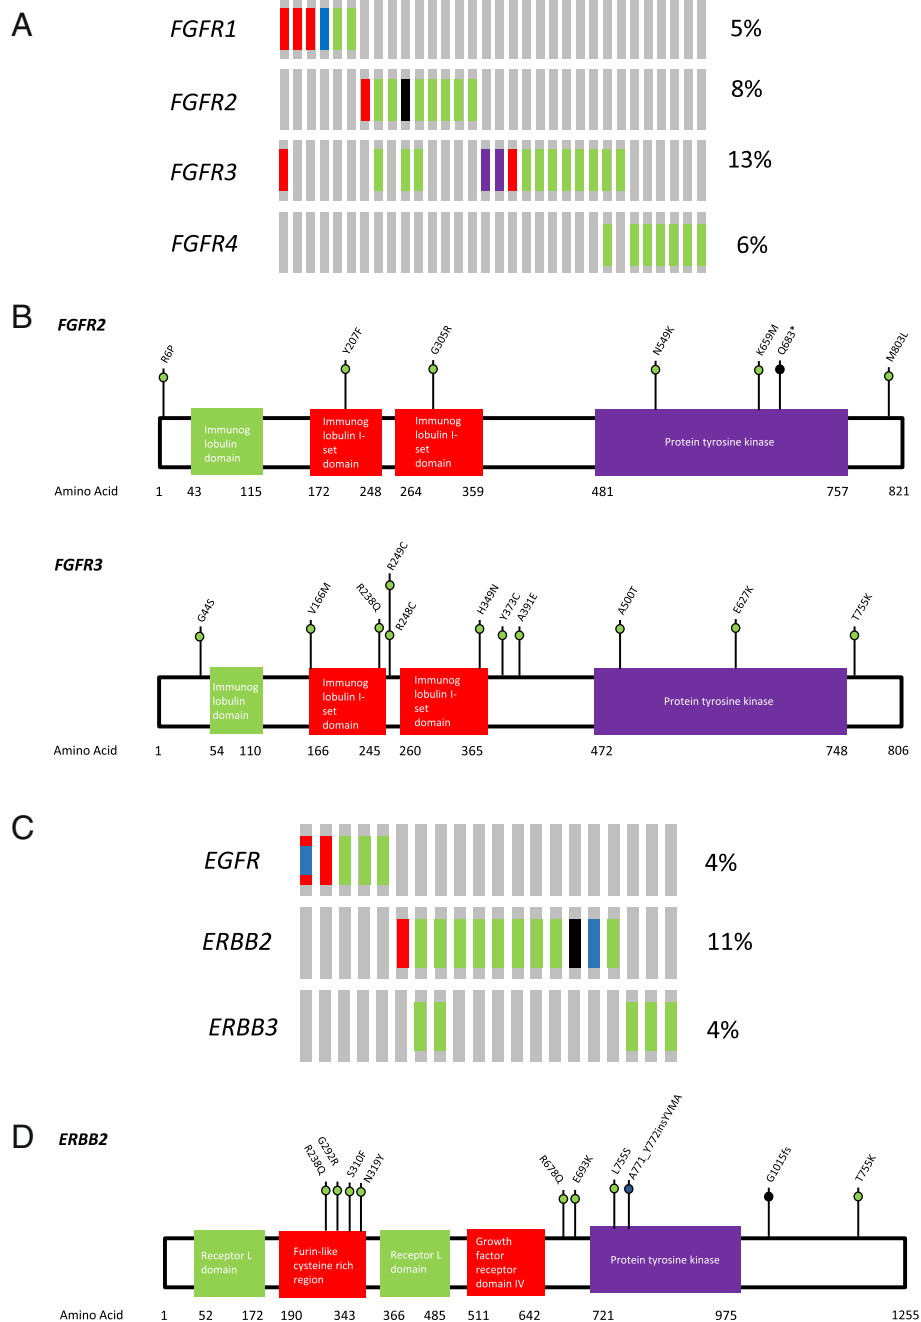 A
FGFR1 5%
FGFR2 8%
FGFR3 13%
FGFR4 6%
B
FGFR2
R6P Y207F G305R N549K K659M Q683* M803L
Immunog
lobulin
domain
Immunog
lobulin I-
set
domain
Immunog
lobulin I-
set
domain
Protein tyrosine kinase
Amino Acid 1 43 115 172 248 264 359 481 757 821
FGFR3
G44S V166M R238Q R249C R248C H349N Y373C A391E A500T E627K T755K
Immunog
lobulin
domain
Immunog
lobulin I-
set
domain
Immunog
lobulin I-
set
domain
Protein tyrosine kinase
Amino Acid 1 54 110 166 245 260 365 472 748 806
C
EGFR 4%
ERBB2 11%
ERBB3 4%
D
ERBB2
R238Q G292R S310F N319Y R678Q E693K L755S A771_Y772insYVMA G1015fs T755K
Receptor L
domain
Furin-like
cysteine rich
region
Receptor L
domain
Growth
factor
receptor
domain IV
Protein tyrosine kinase
Amino Acid 1 52 172 190 343 366 485 511 642 721 975 1255